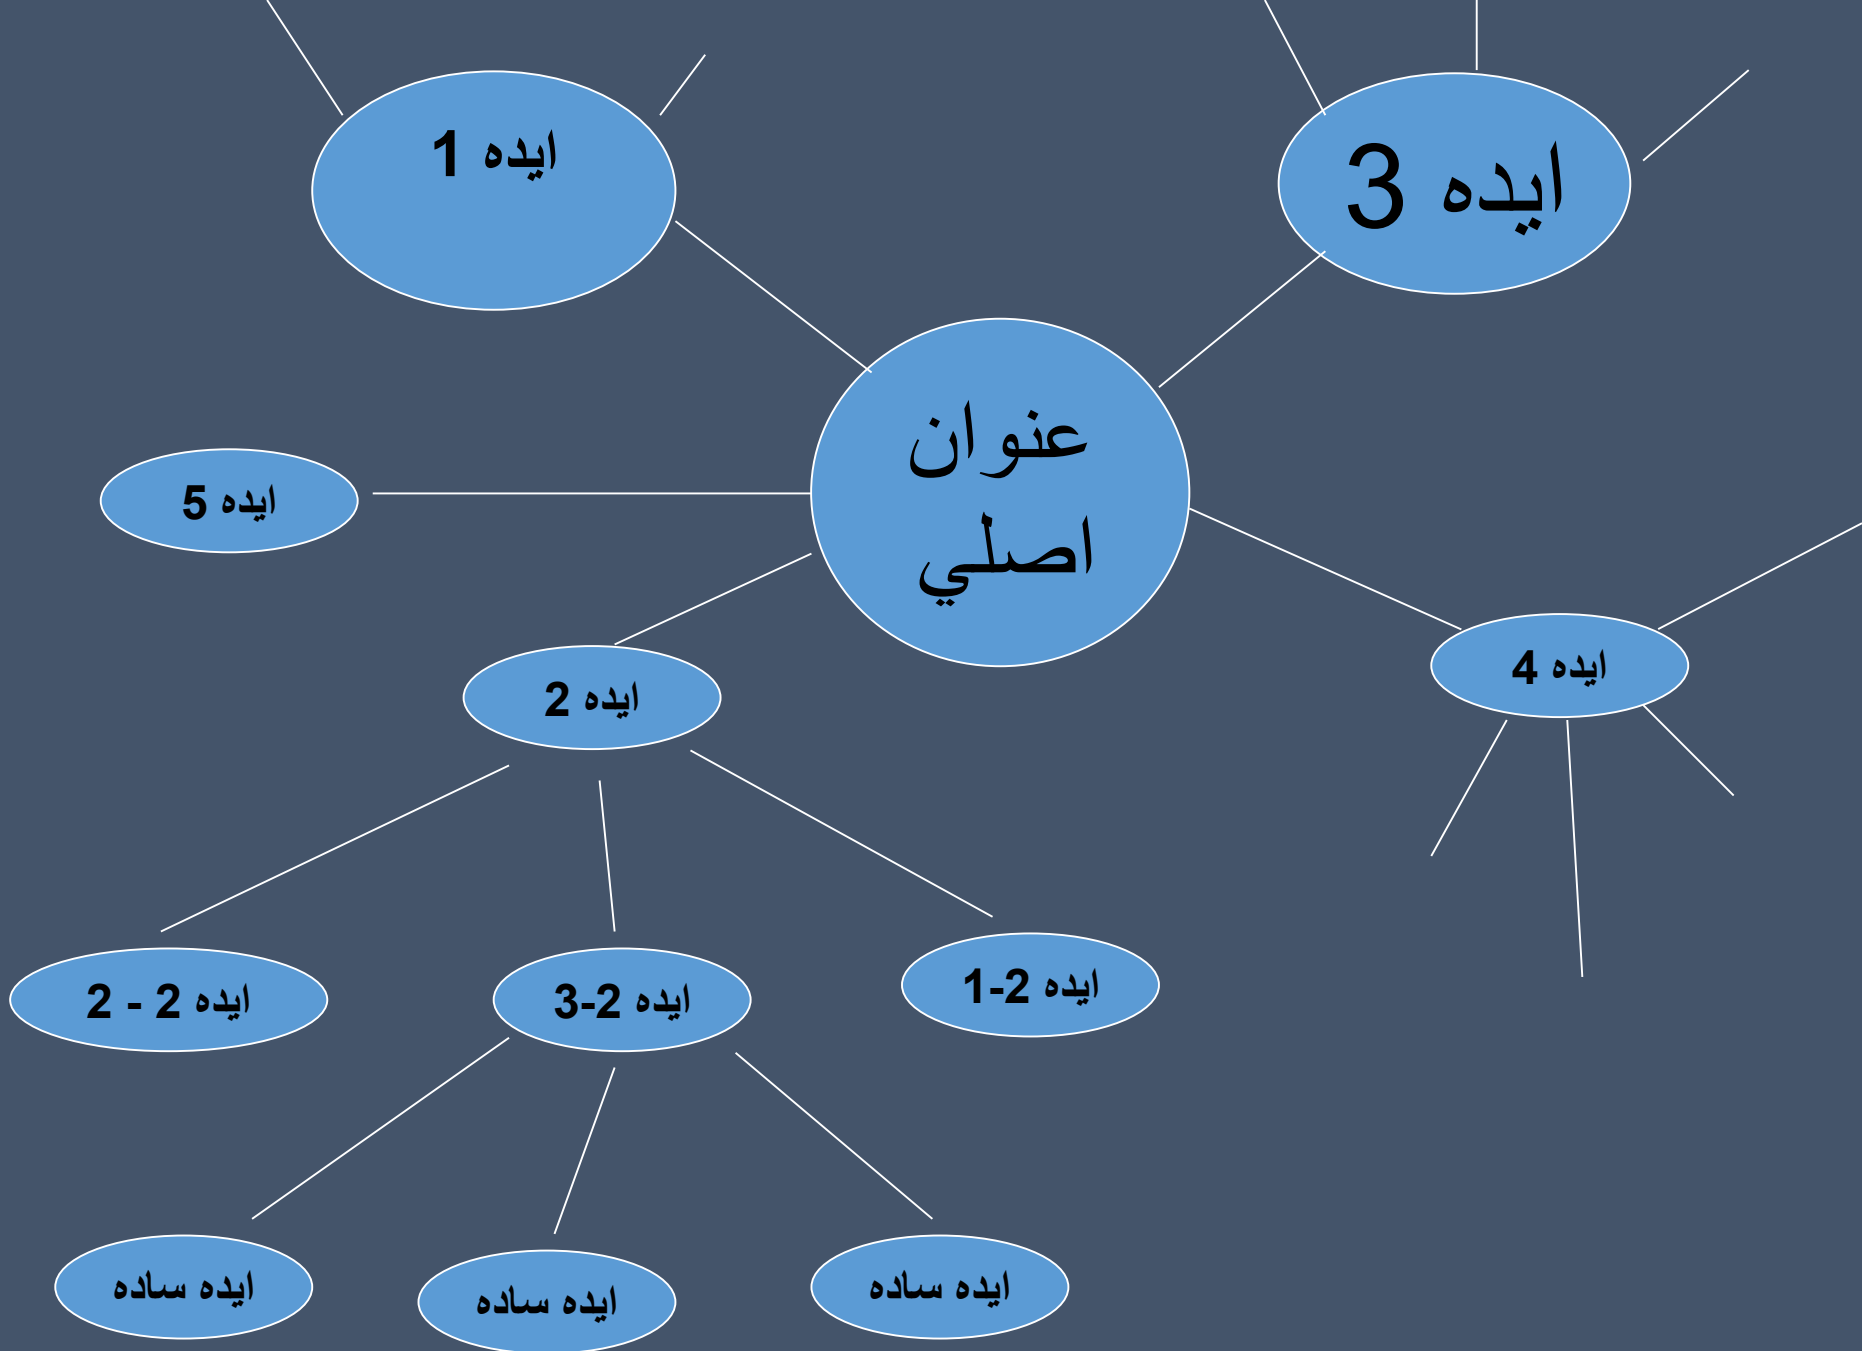 ايده 1
ايده 3
عنوان
اصلي
ايده 5
ايده 4
ايده 2
ايده 2-1
ايده 2-3
ايده 2 - 2
ايده ساده
ايده ساده
ايده ساده